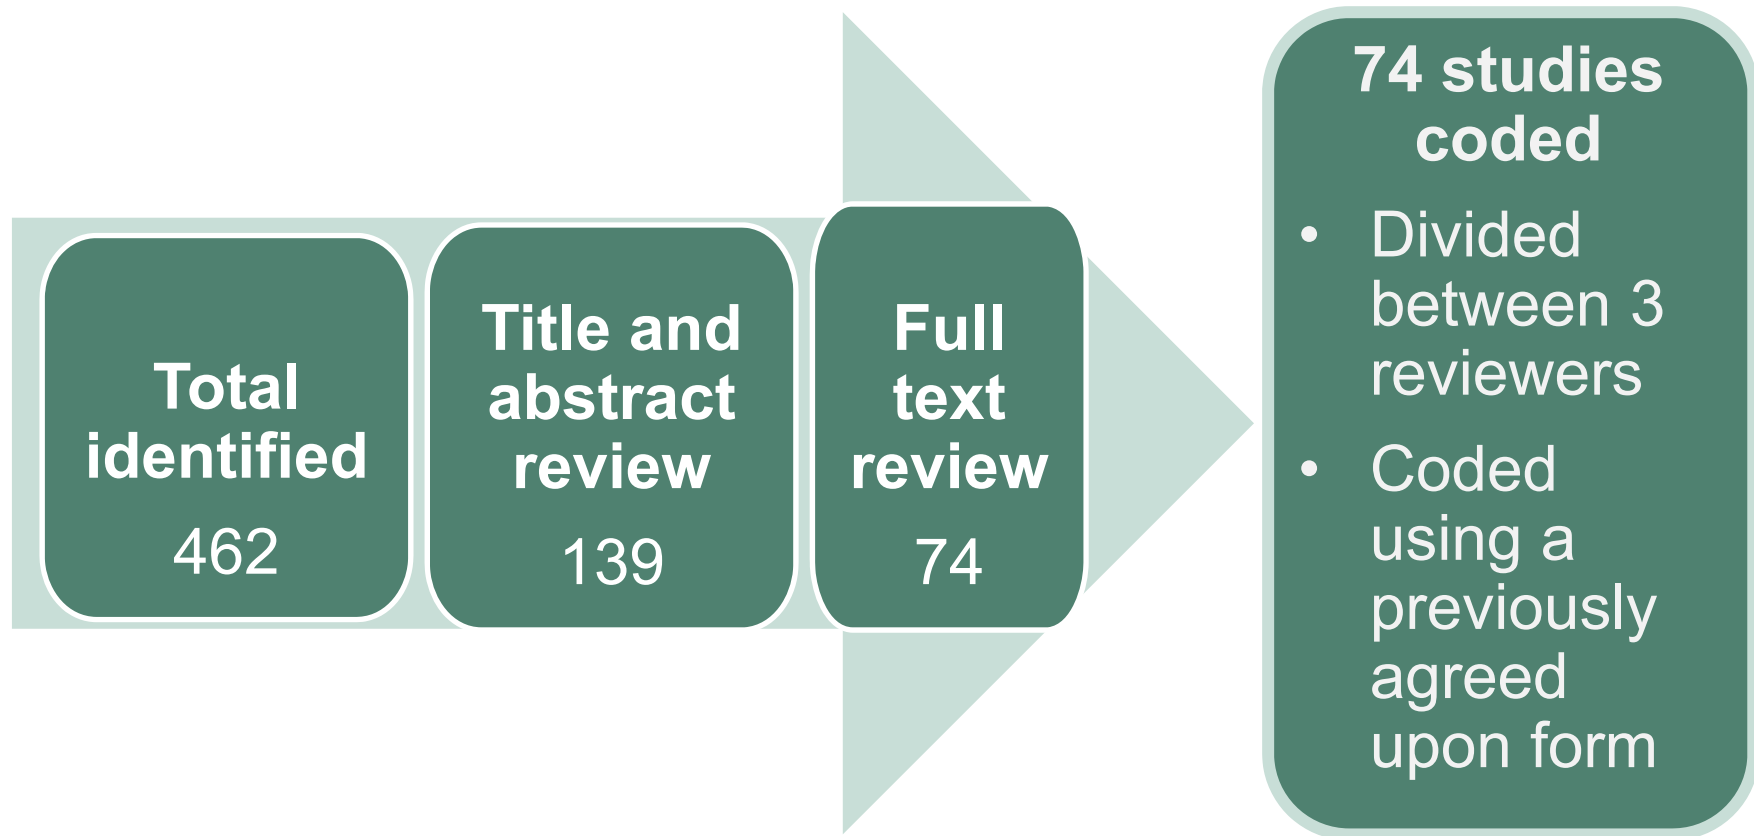 Total
identified
462
Title and
abstract
review
139
Full
text
review
74
74 studies
coded
• Divided
between 3
reviewers
• Coded
using a
previously
agreed
upon form